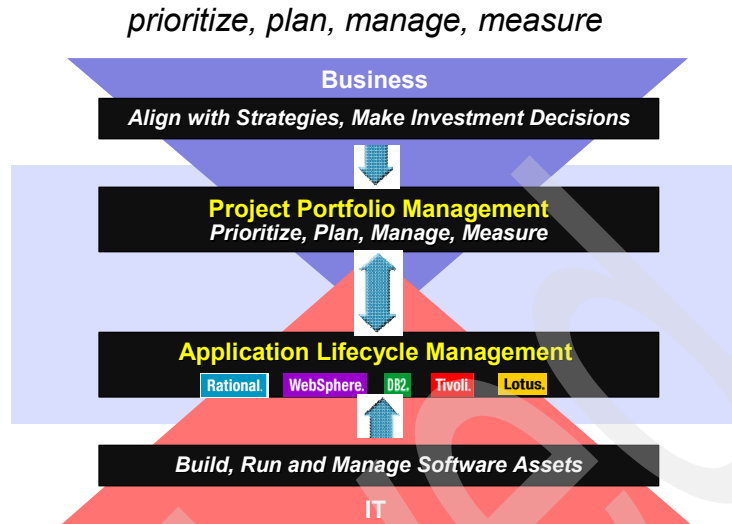 prioritize, plan, manage, measure
Business
Align with Strategies, Make Investment Decisions
Project Portfolio Management
Prioritize, Plan, Manage, Measure
Application Lifecycle Management
Rational. WebSphere. DB2. Tivoli. Lotus.
Build, Run and Manage Software Assets
IT